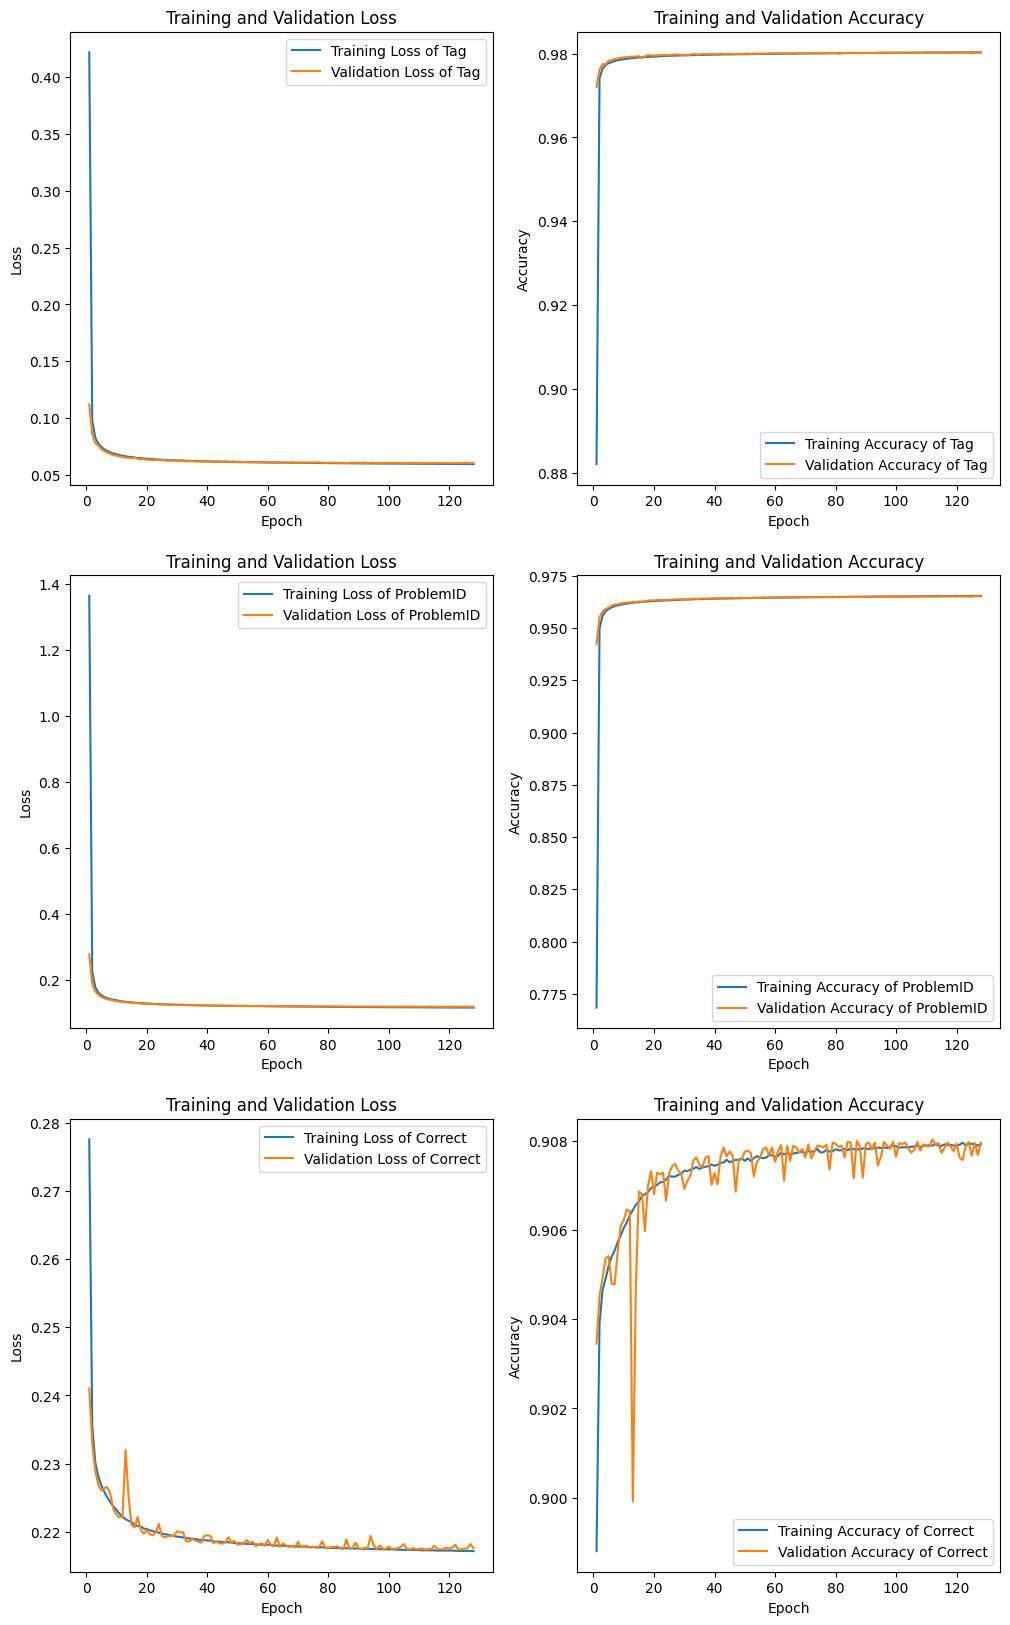 Training and Validation Loss
Training Loss of Tag
Validation Loss of Tag
0.40
0.35
0.30
0.25
0.20
0.15
0.10
0.05
Loss
0 20 40 60 80 100 120
Epoch
Training and Validation Accuracy
0.98
0.96
0.94
0.92
0.90
0.88
Accuracy
Training Accuracy of Tag
Validation Accuracy of Tag
0 20 40 60 80 100 120
Epoch
Training and Validation Loss
Training Loss of ProblemID
Validation Loss of ProblemID
1.4
1.2
1.0
0.8
0.6
0.4
0.2
Loss
0 20 40 60 80 100 120
Epoch
Training and Validation Accuracy
0.975
0.950
0.925
0.900
0.875
0.850
0.825
0.800
0.775
Accuracy
Training Accuracy of ProblemID
Validation Accuracy of ProblemID
0 20 40 60 80 100 120
Epoch
Training and Validation Loss
Training Loss of Correct
Validation Loss of Correct
0.28
0.27
0.26
0.25
0.24
0.23
0.22
Loss
0 20 40 60 80 100 120
Epoch
Training and Validation Accuracy
0.908
0.906
0.904
0.902
0.900
Accuracy
Training Accuracy of Correct
Validation Accuracy of Correct
0 20 40 60 80 100 120
Epoch